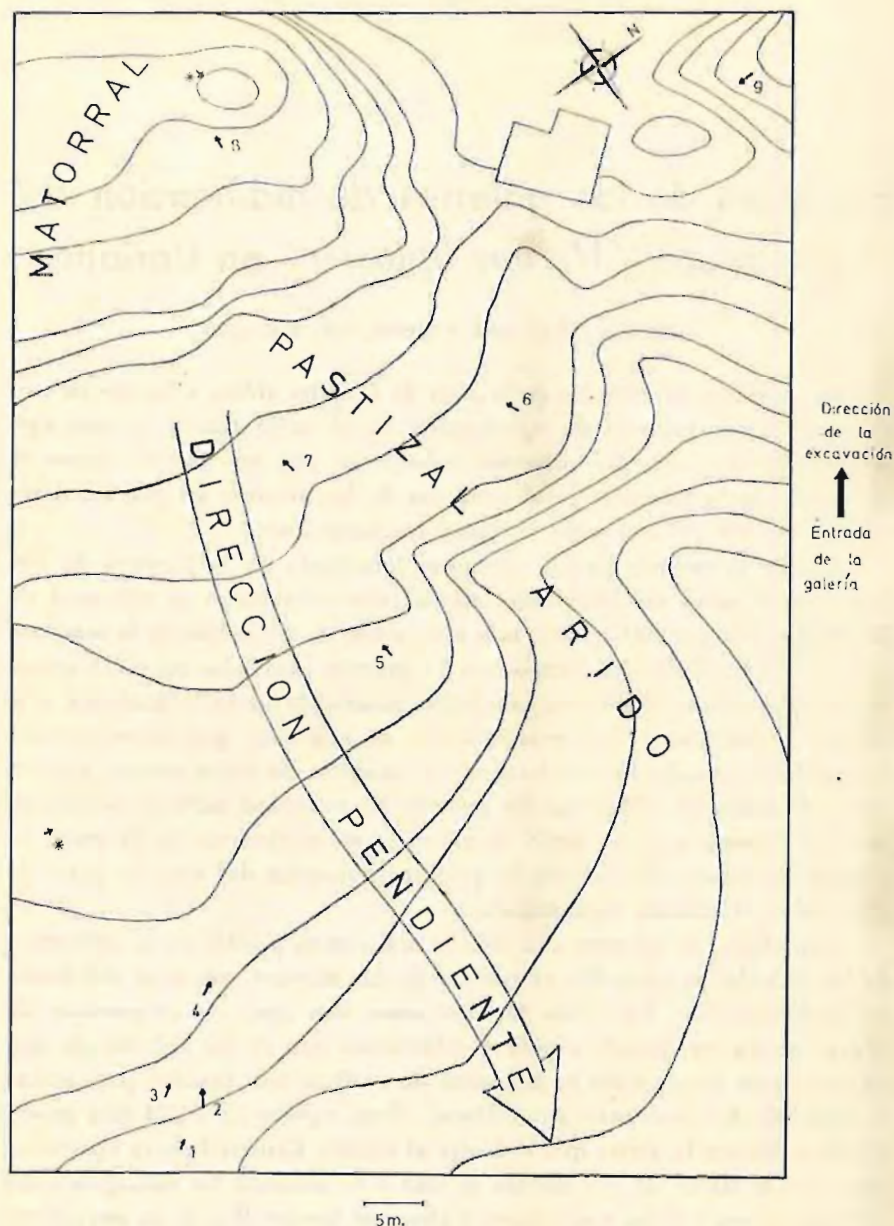 N
MATORRAL
8
9
PASTIZAL ARIDO
6
7
DIRECCION PENDIENTE
5
4
3
2
1
Dirección
de la
excavación
Entrada
de la
galería
5m.